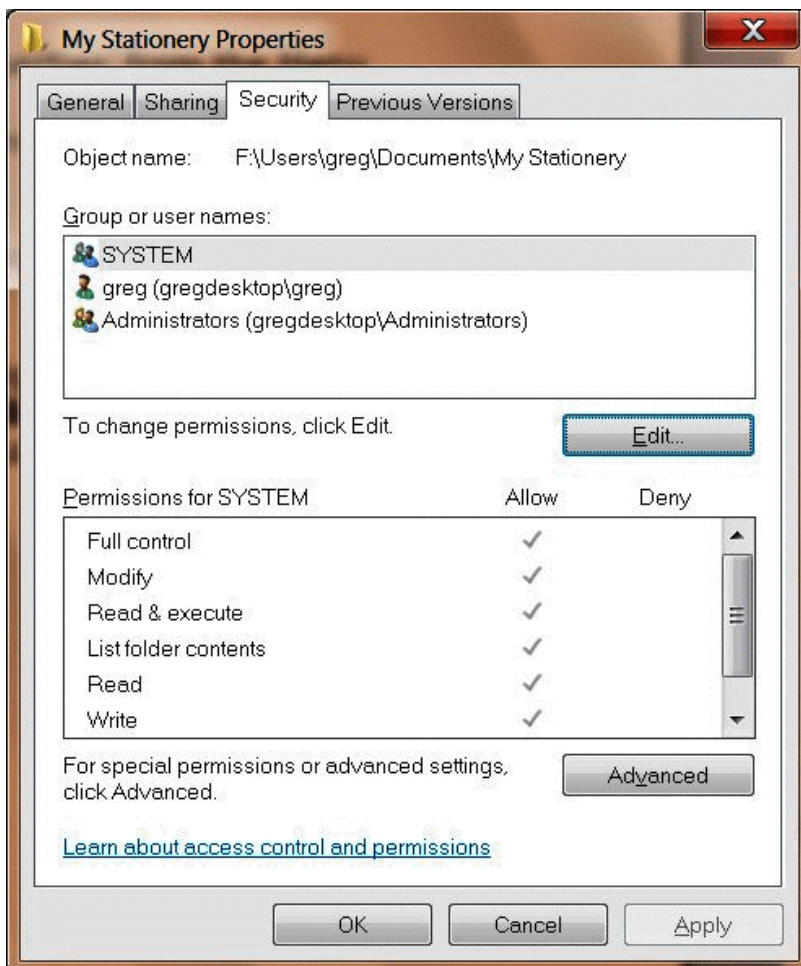 My Stationery Properties
X
General Sharing Security Previous Versions
Object name: F:\Users\greg\Documents\My Stationery
Group or user names:
SYSTEM
greg (gregdesktop\greg)
Administrators (gregdesktop\Administrators)
To change permissions, click Edit.
Edit...
Permissions for SYSTEM Allow Deny
Full control
Modify
Read & execute
List folder contents
Read
Write
For special permissions or advanced settings,
click Advanced.
Advanced
Learn about access control and permissions
OK Cancel Apply